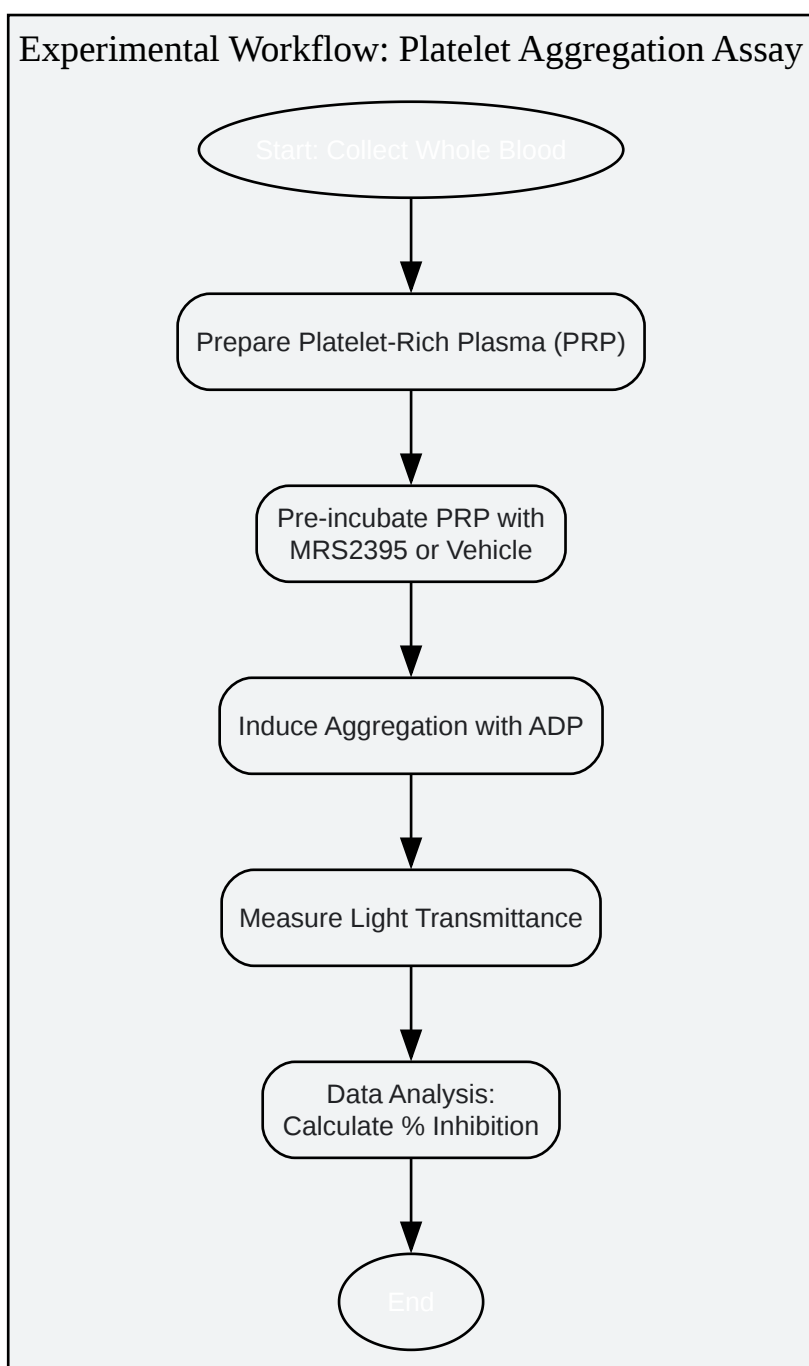 Experimental Workflow: Platelet Aggregation Assay
Start: Collect Whole Blood
Prepare Platelet-Rich Plasma (PRP)
Pre-incubate PRP with
MRS2395 or Vehicle
Induce Aggregation with ADP
Measure Light Transmittance
Data Analysis:
Calculate % Inhibition
End